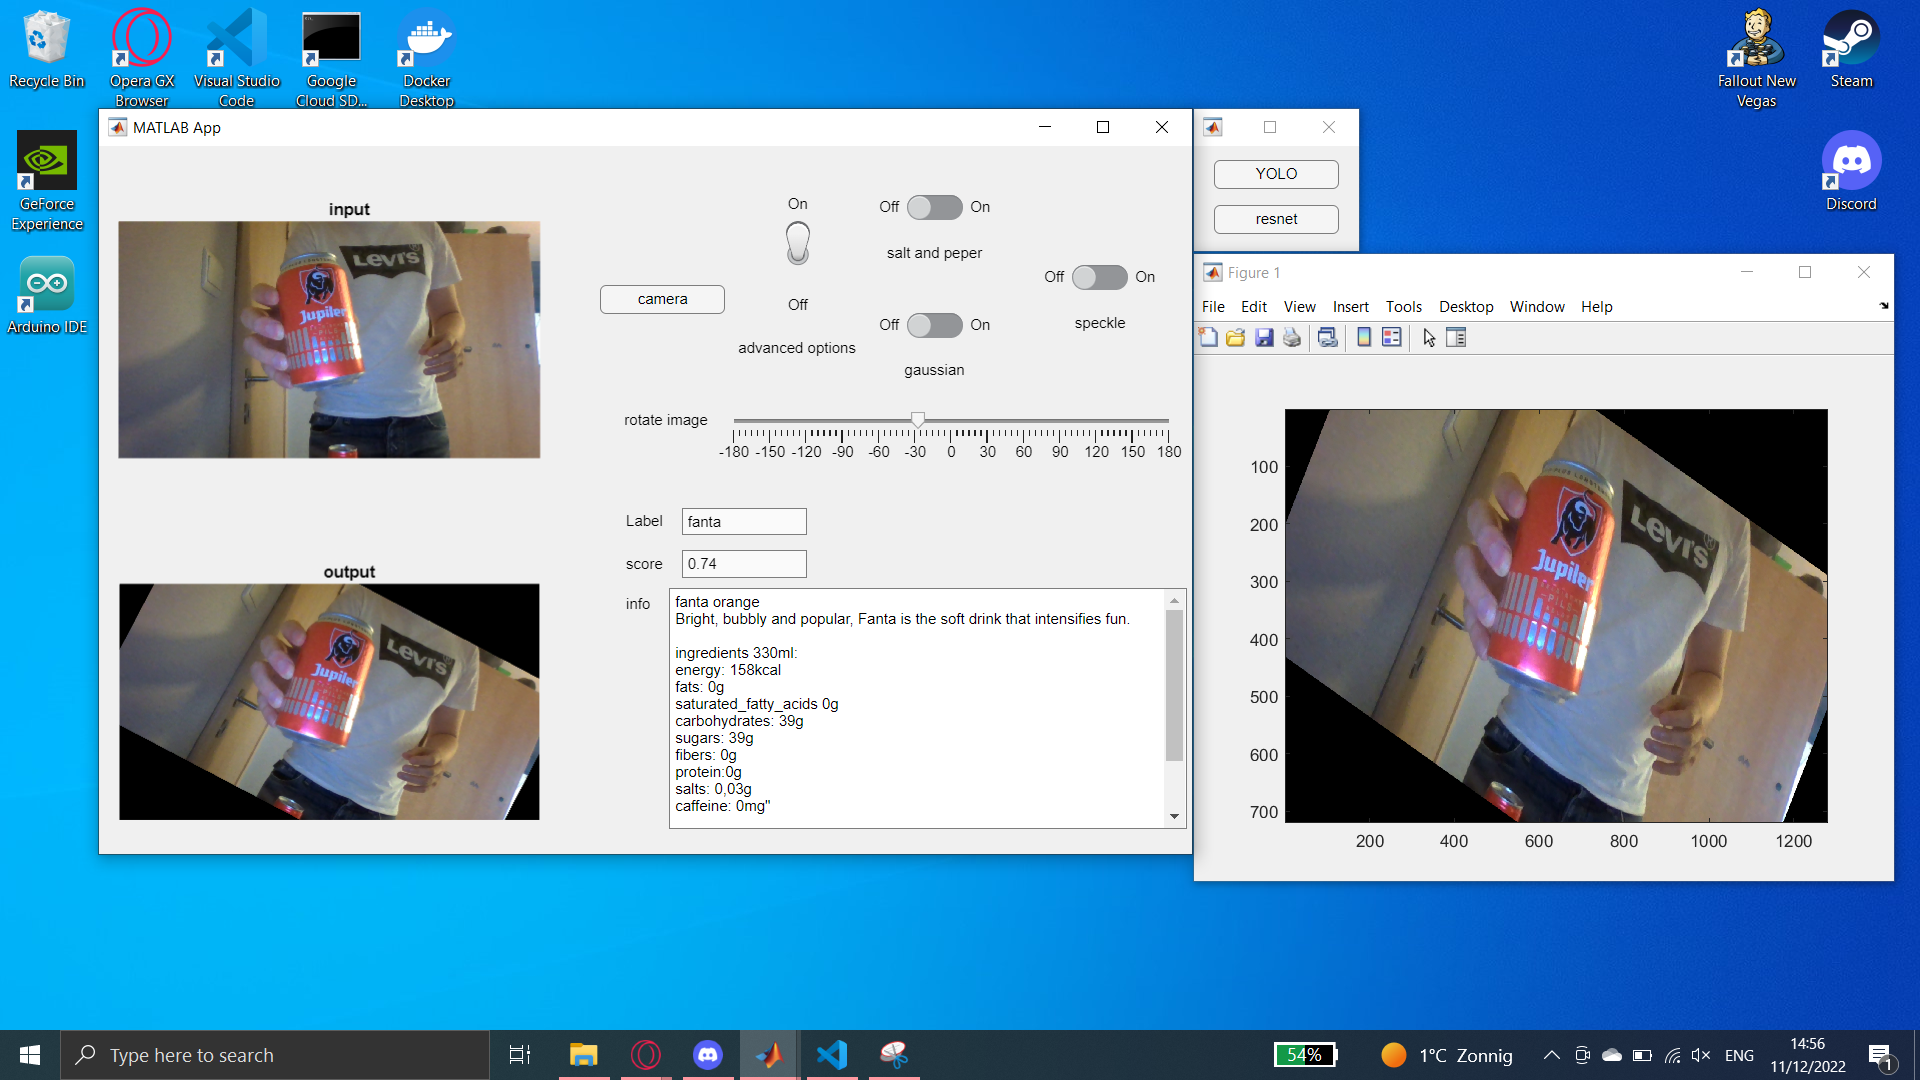 Recycle Bin
Opera GX
Browser
Visual Studio
Code
Google
Cloud SD...
Docker
Desktop
Fallout New
Vegas
Steam
GeForce
Experience
Discord
Arduino IDE
MATLAB App
input
LEVI'S
Jupiler
camera
On
Off
advanced options
Off On
salt and peper
Off On
speckle
Off On
gaussian
rotate image
-180 -150 -120 -90 -60 -30 0 30 60 90 120 150 180
output
LEVI'S
Jupiler
Label fanta
score 0.74
info
fanta orange
Bright, bubbly and popular, Fanta is the soft drink that intensifies fun.
ingredients 330ml:
energy: 158kcal
fats: 0g
saturated_fatty_acids 0g
carbohydrates: 39g
sugars: 39g
fibers: 0g
protein:0g
salts: 0,03g
caffeine: 0mg"
YOLO
resnet
Figure 1
File Edit View Insert Tools Desktop Window Help
100
200
300
400
500
600
700
200 400 600 800 1000 1200
LEVI'S
Jupiler
Type here to search
54%
1°C Zonnig
ENG
14:56
11/12/2022
1